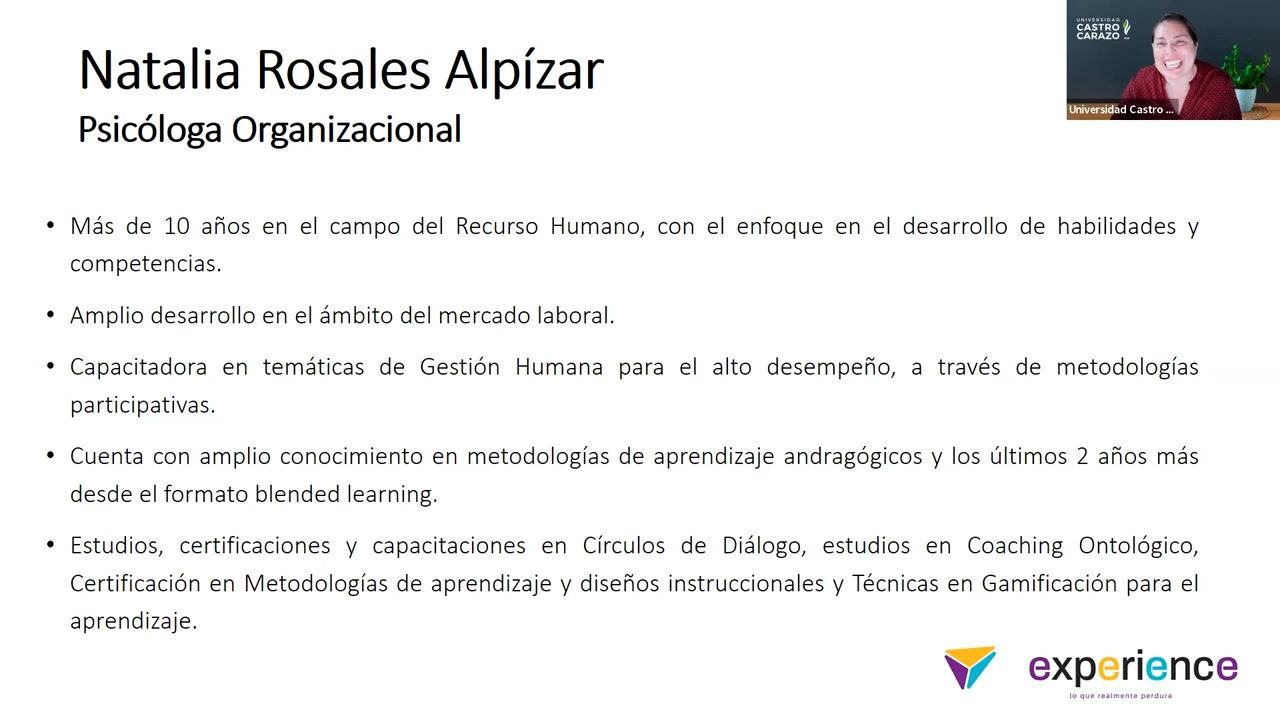 Natalia Rosales Alpízar
Psicóloga Organizacional
UNIVERSIDAD
CASTRO
CARAZO
Universidad Castro ...
• Más de 10 años en el campo del Recurso Humano, con el enfoque en el desarrollo de habilidades y
competencias.
• Amplio desarrollo en el ámbito del mercado laboral.
• Capacitadora en temáticas de Gestión Humana para el alto desempeño, a través de metodologías
participativas.
• Cuenta con amplio conocimiento en metodologías de aprendizaje andragógicos y los últimos 2 años más
desde el formato blended learning.
• Estudios, certificaciones y capacitaciones en Círculos de Diálogo, estudios en Coaching Ontológico,
Certificación en Metodologías de aprendizaje y diseños instruccionales y Técnicas en Gamificación para el
aprendizaje.
experience
lo que realmente perdura